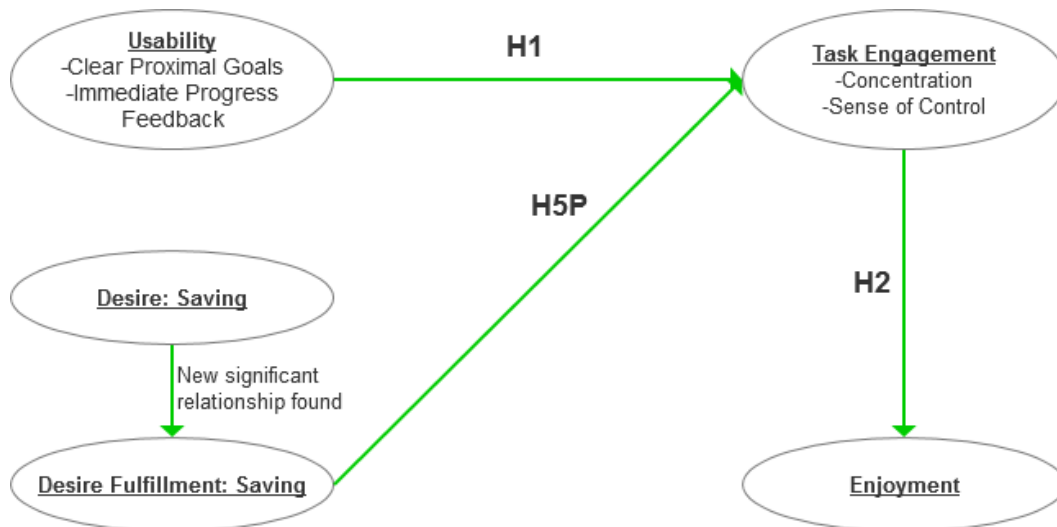 Usability
-Clear Proximal Goals
-Immediate Progress
Feedback
H1
Task Engagement
-Concentration
-Sense of Control
H5P
H2
Desire: Saving
New significant
relationship found
Desire Fulfillment: Saving
Enjoyment